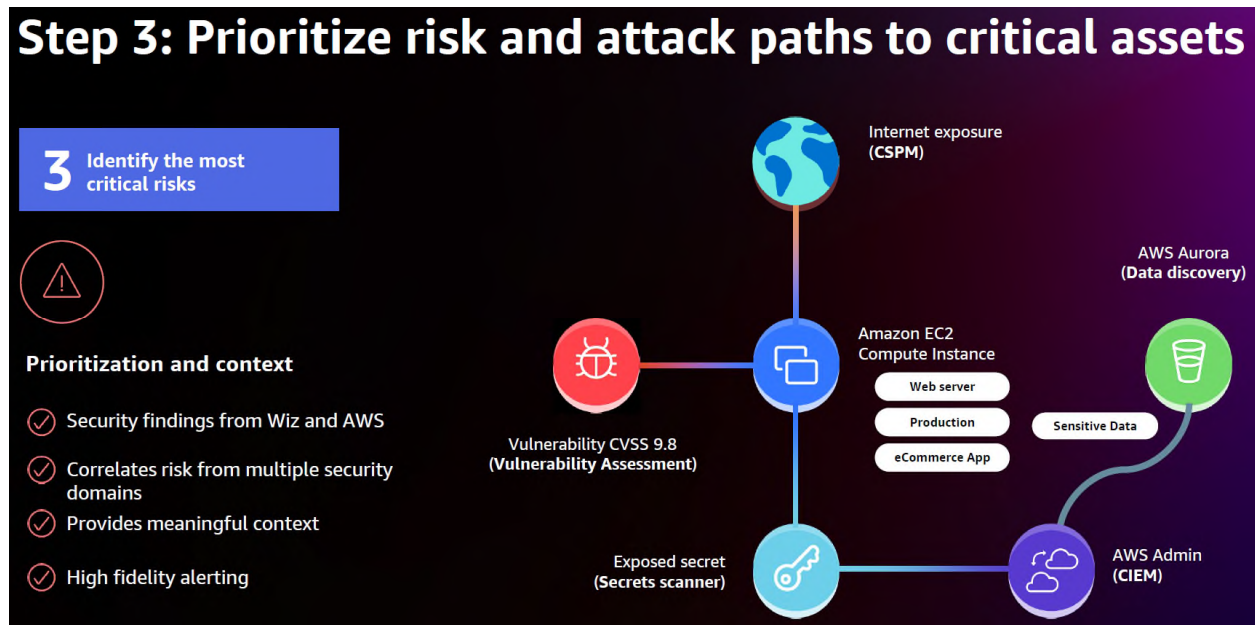 Step 3: Prioritize risk and attack paths to critical assets
3
Identify the most
critical risks
Prioritization and context
Security findings from Wiz and AWS
Correlates risk from multiple security
domains
Provides meaningful context
High fidelity alerting
Internet exposure
(CSPM)
AWS Aurora
(Data discovery)
Amazon EC2
Compute Instance
Web server
Production
eCommerce App
Sensitive Data
Vulnerability CVSS 9.8
(Vulnerability Assessment)
Exposed secret
(Secrets scanner)
AWS Admin
(CIEM)